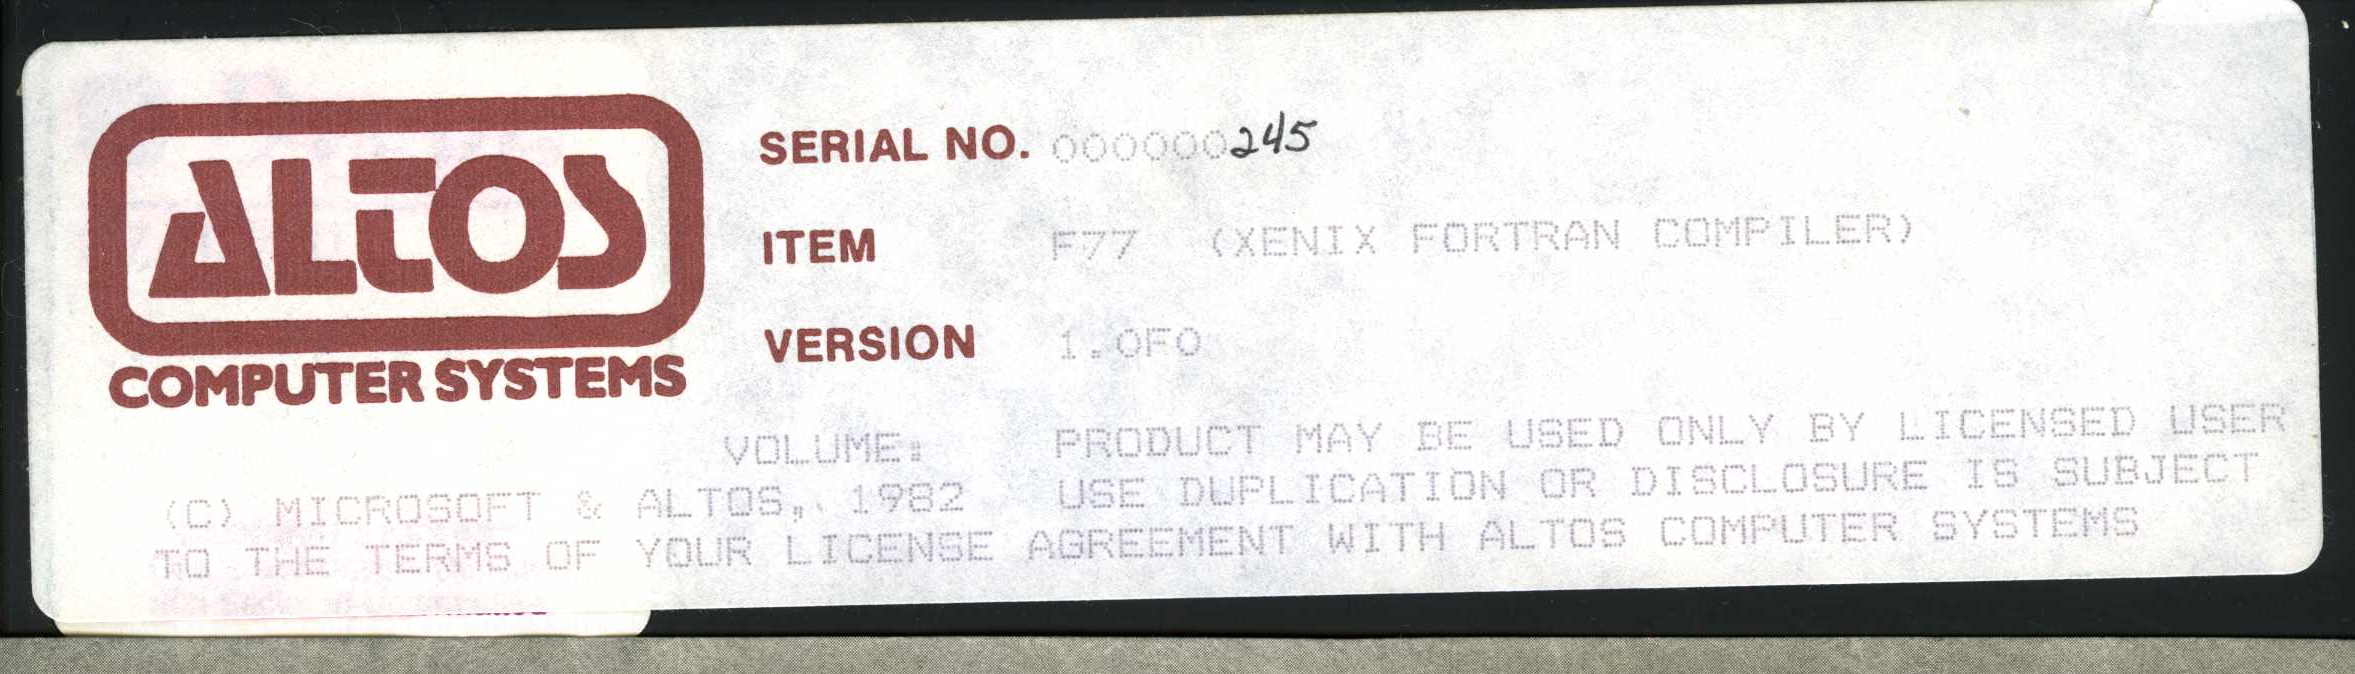 ALTOS
COMPUTER SYSTEMS
SERIAL NO. 000000245
ITEM F77 (XENIX FORTRAN COMPILER)
VERSION 1.0F0
VOLUME: PRODUCT MAY BE USED ONLY BY LICENSED USER
(C) MICROSOFT & ALTOS, 1982 USE DUPLICATION OR DISCLOSURE IS SUBJECT
TO THE TERMS OF YOUR LICENSE AGREEMENT WITH ALTOS COMPUTER SYSTEMS